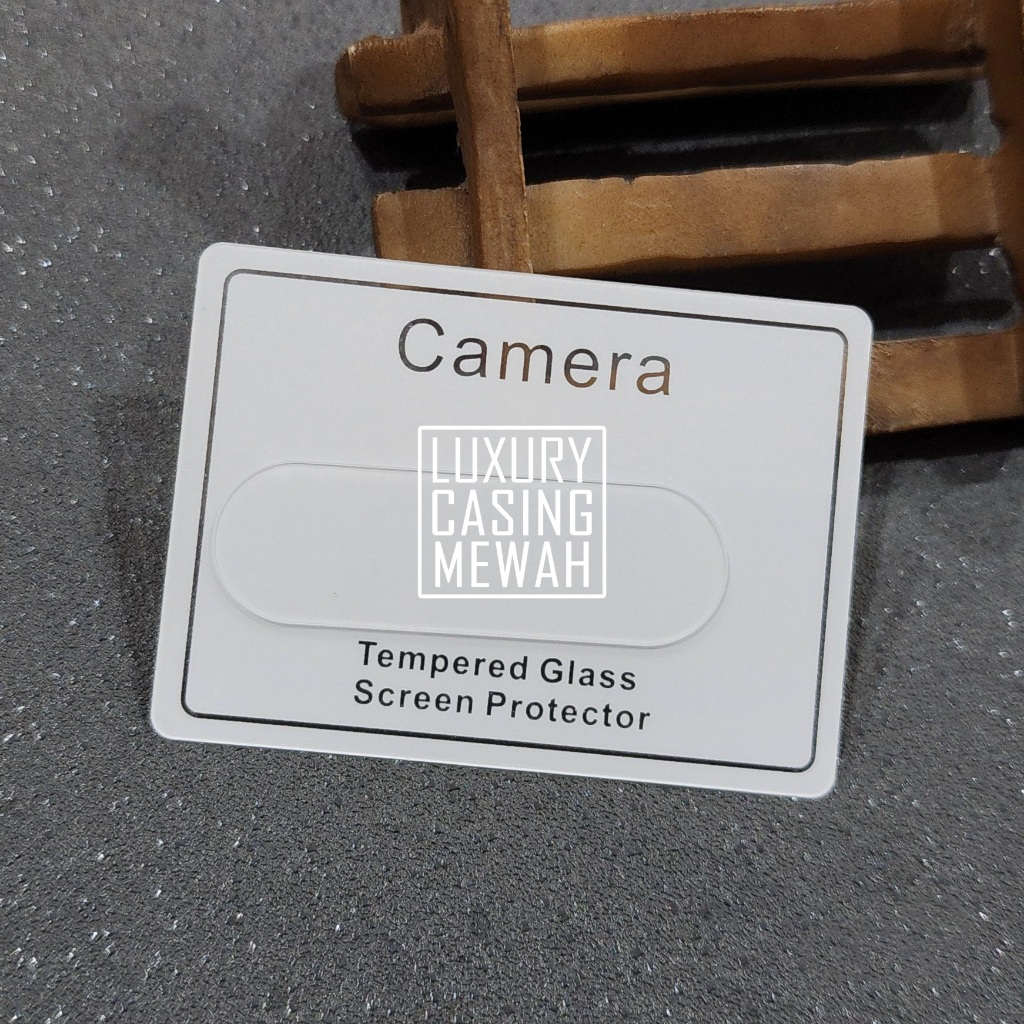 Camera
LUXURY
CASING
MEWAH
Tempered Glass
Screen Protector